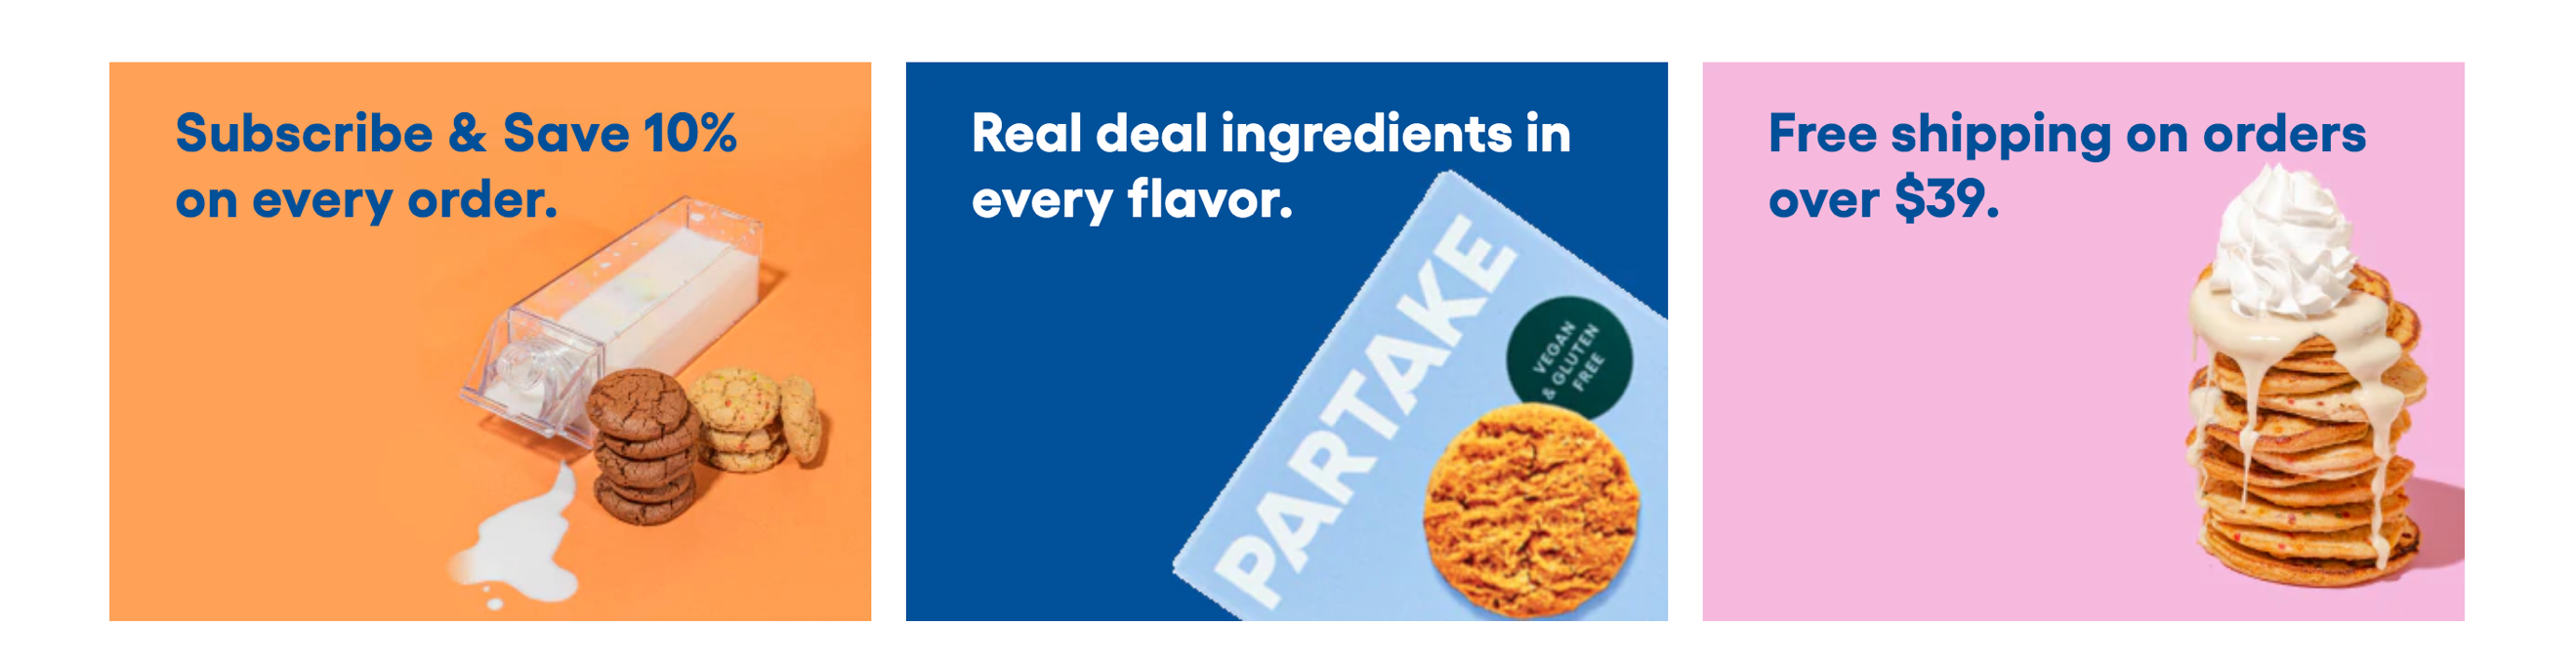 Subscribe & Save 10%
on every order.
Real deal ingredients in
every flavor.
PARTAKE
VEGAN
& GLUTEN
FREE
Free shipping on orders
over $39.